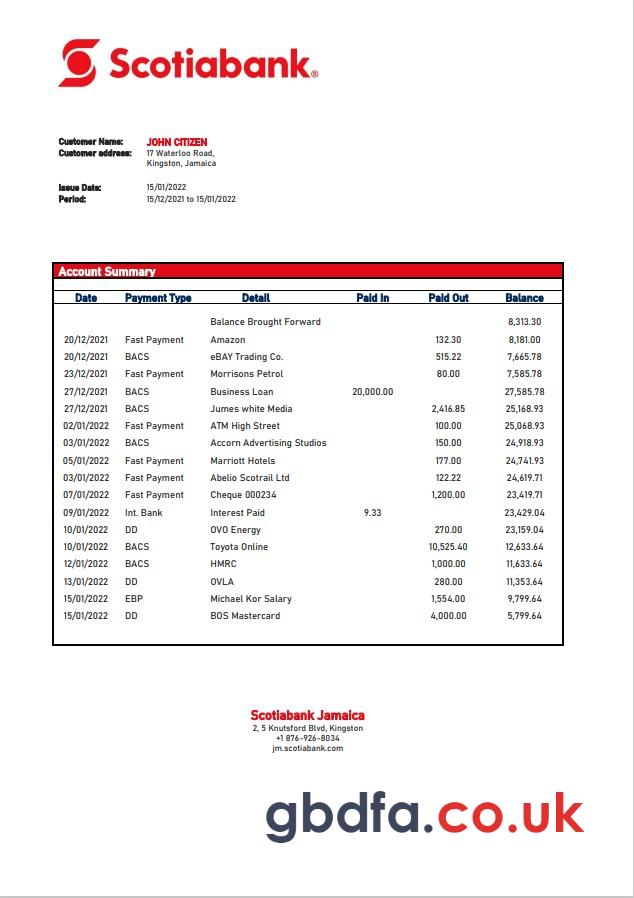 Scotiabank®
Customer Name: JOHN CITIZEN
Customer address: 17 Waterloo Road,
Kingston, Jamaica
Issue Date: 15/01/2022
Period: 15/12/2021 to 15/01/2022
Account Summary
Date Payment Type Detail Paid In Paid Out Balance
Balance Brought Forward 8,313.30
20/12/2021 Fast Payment Amazon 132.30 8,181.00
20/12/2021 BACS eBAY Trading Co. 515.22 7,665.78
23/12/2021 Fast Payment Morrisons Petrol 80.00 7,585.78
27/12/2021 BACS Business Loan 20,000.00 27,585.78
27/12/2021 BACS Jumes white Media 2,416.85 25,168.93
02/01/2022 Fast Payment ATM High Street 100.00 25,068.93
03/01/2022 BACS Accorn Advertising Studios 150.00 24,918.93
05/01/2022 Fast Payment Marriott Hotels 177.00 24,741.93
03/01/2022 Fast Payment Abelio Scotrail Ltd 122.22 24,619.71
07/01/2022 Fast Payment Cheque 000234 1,200.00 23,419.71
09/01/2022 Int. Bank Interest Paid 9.33 23,429.04
10/01/2022 DD OVO Energy 270.00 23,159.04
10/01/2022 BACS Toyota Online 10,525.40 12,633.64
12/01/2022 BACS HMRC 1,000.00 11,633.64
13/01/2022 DD OVLA 280.00 11,353.64
15/01/2022 EBP Michael Kor Salary 1,554.00 9,799.64
15/01/2022 DD BOS Mastercard 4,000.00 5,799.64
Scotiabank Jamaica
2, 5 Knutsford Blvd, Kingston
+1 876-926-8034
jm.scotiabank.com
gbdfa.co.uk